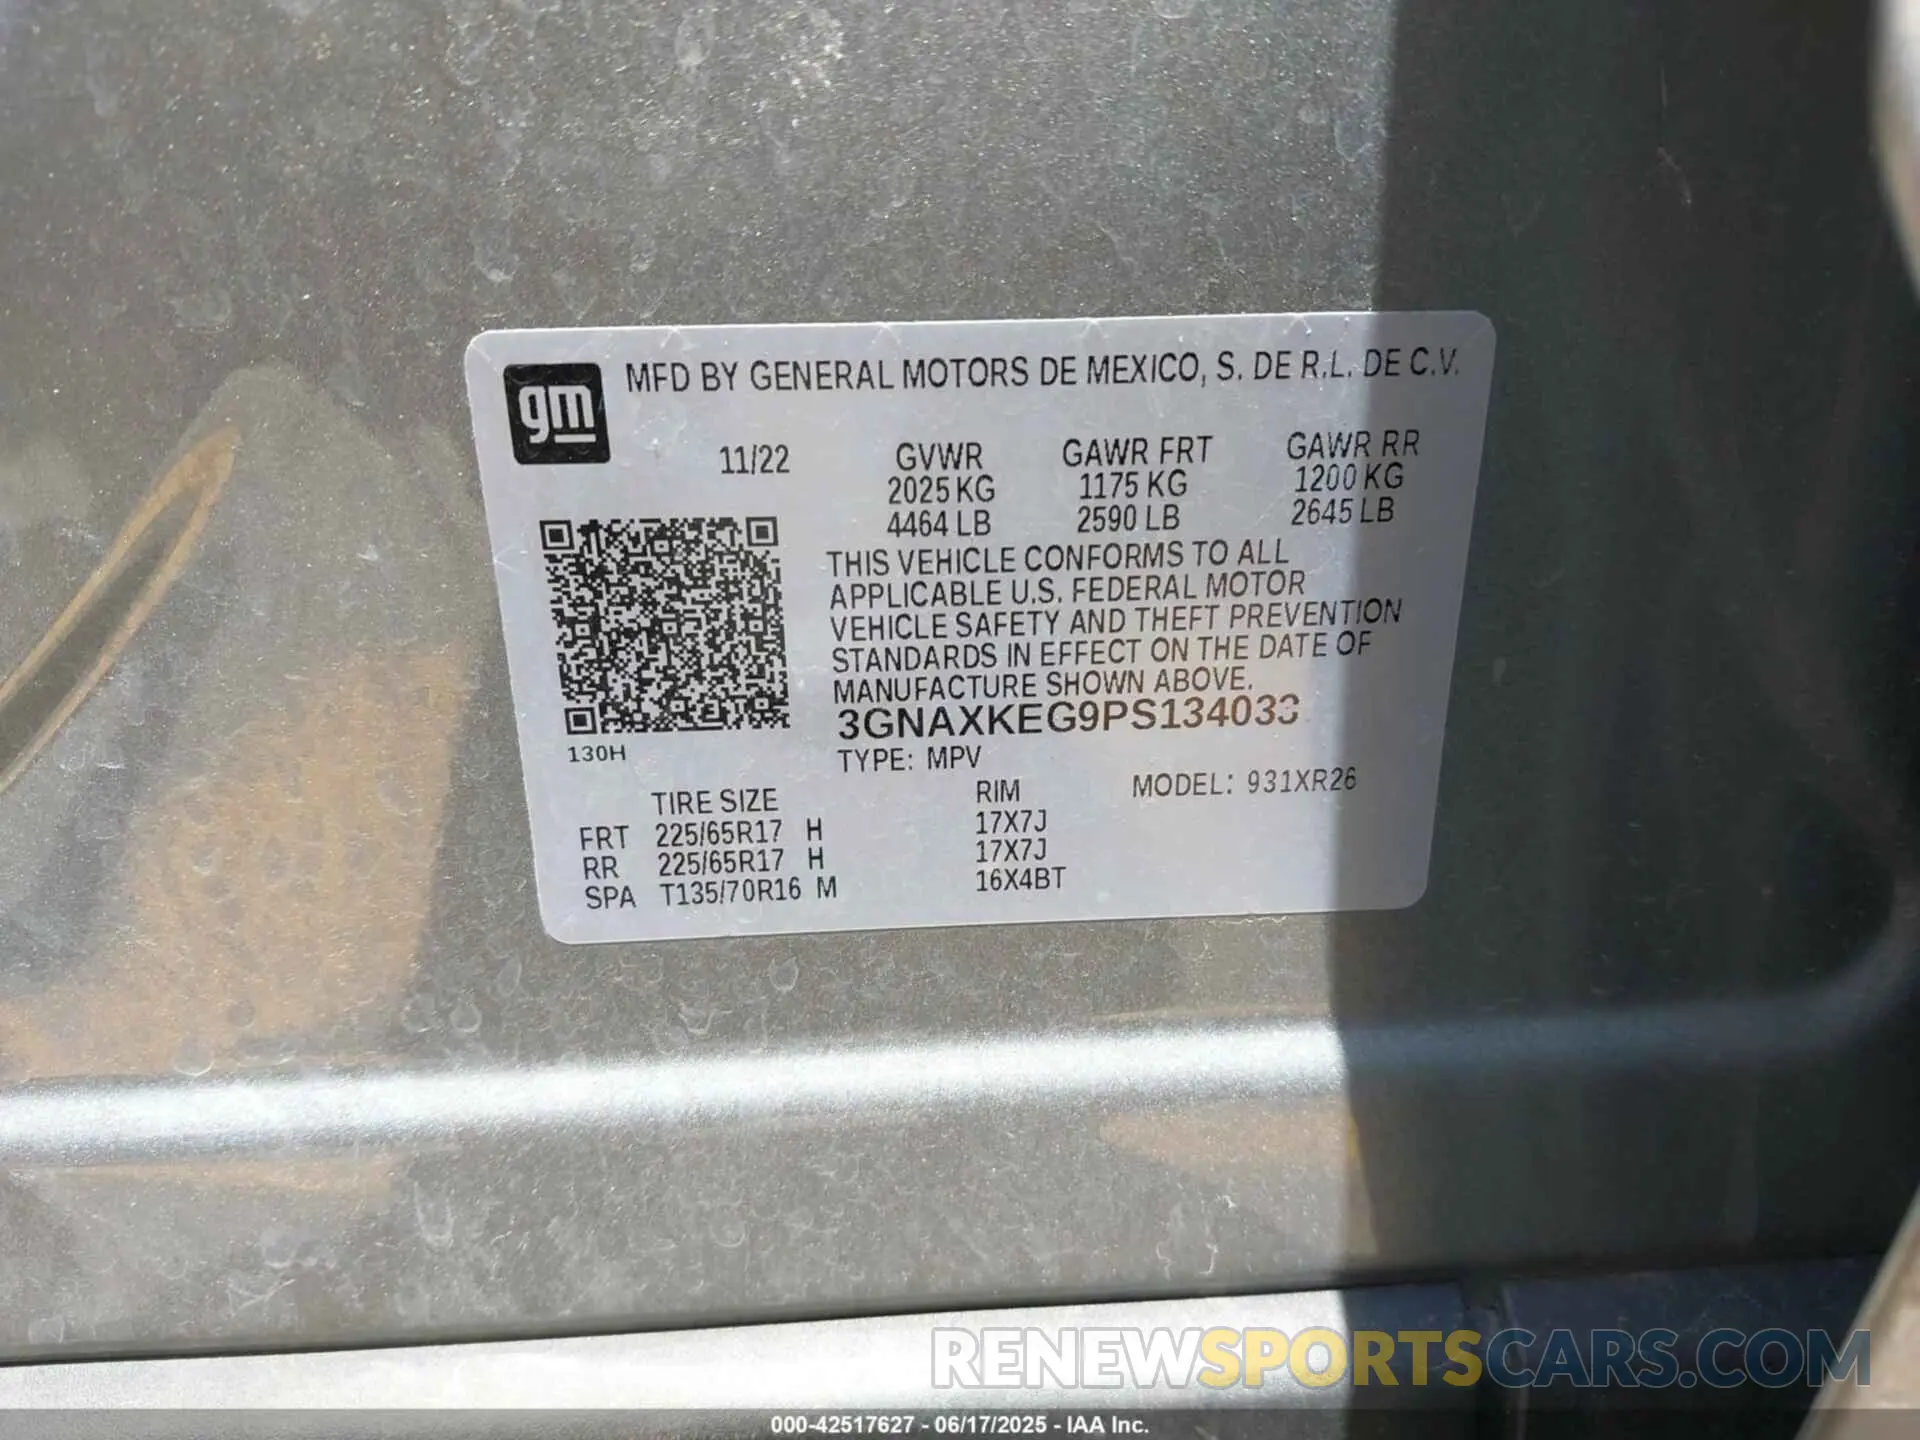 gm
MFD BY GENERAL MOTORS DE MEXICO, S. DE R.L. DE C.V.
11/22 GVWR GAWR FRT GAWR RR
2025 KG 1175 KG 1200 KG
4464 LB 2590 LB 2645 LB
THIS VEHICLE CONFORMS TO ALL
APPLICABLE U.S. FEDERAL MOTOR
VEHICLE SAFETY AND THEFT PREVENTION
STANDARDS IN EFFECT ON THE DATE OF
MANUFACTURE SHOWN ABOVE.
3GNAXKEG9PS134033
130H
TYPE: MPV
MODEL: 931XR26
TIRE SIZE RIM
FRT 225/65R17 H 17X7J
RR 225/65R17 H 17X7J
SPA T135/70R16 M 16X4BT
RENEWSPORTSCARS.COM
000-42517627 - 06/17/2025 - IAA Inc.